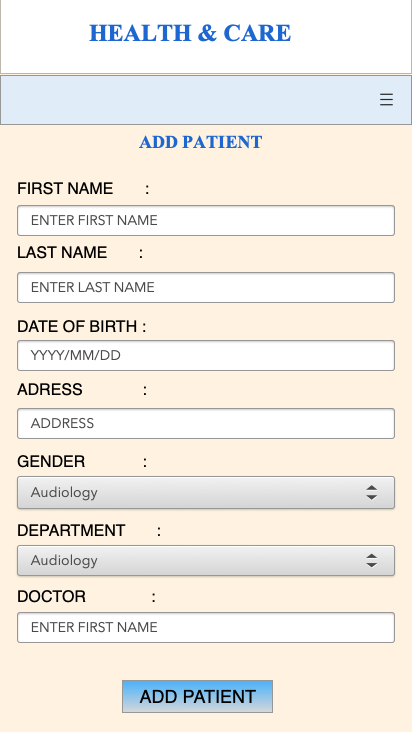 HEALTH & CARE
☰
ADD PATIENT
FIRST NAME :
ENTER FIRST NAME
LAST NAME :
ENTER LAST NAME
DATE OF BIRTH :
YYYY/MM/DD
ADRESS :
ADDRESS
GENDER :
Audiology
DEPARTMENT :
Audiology
DOCTOR :
ENTER FIRST NAME
ADD PATIENT